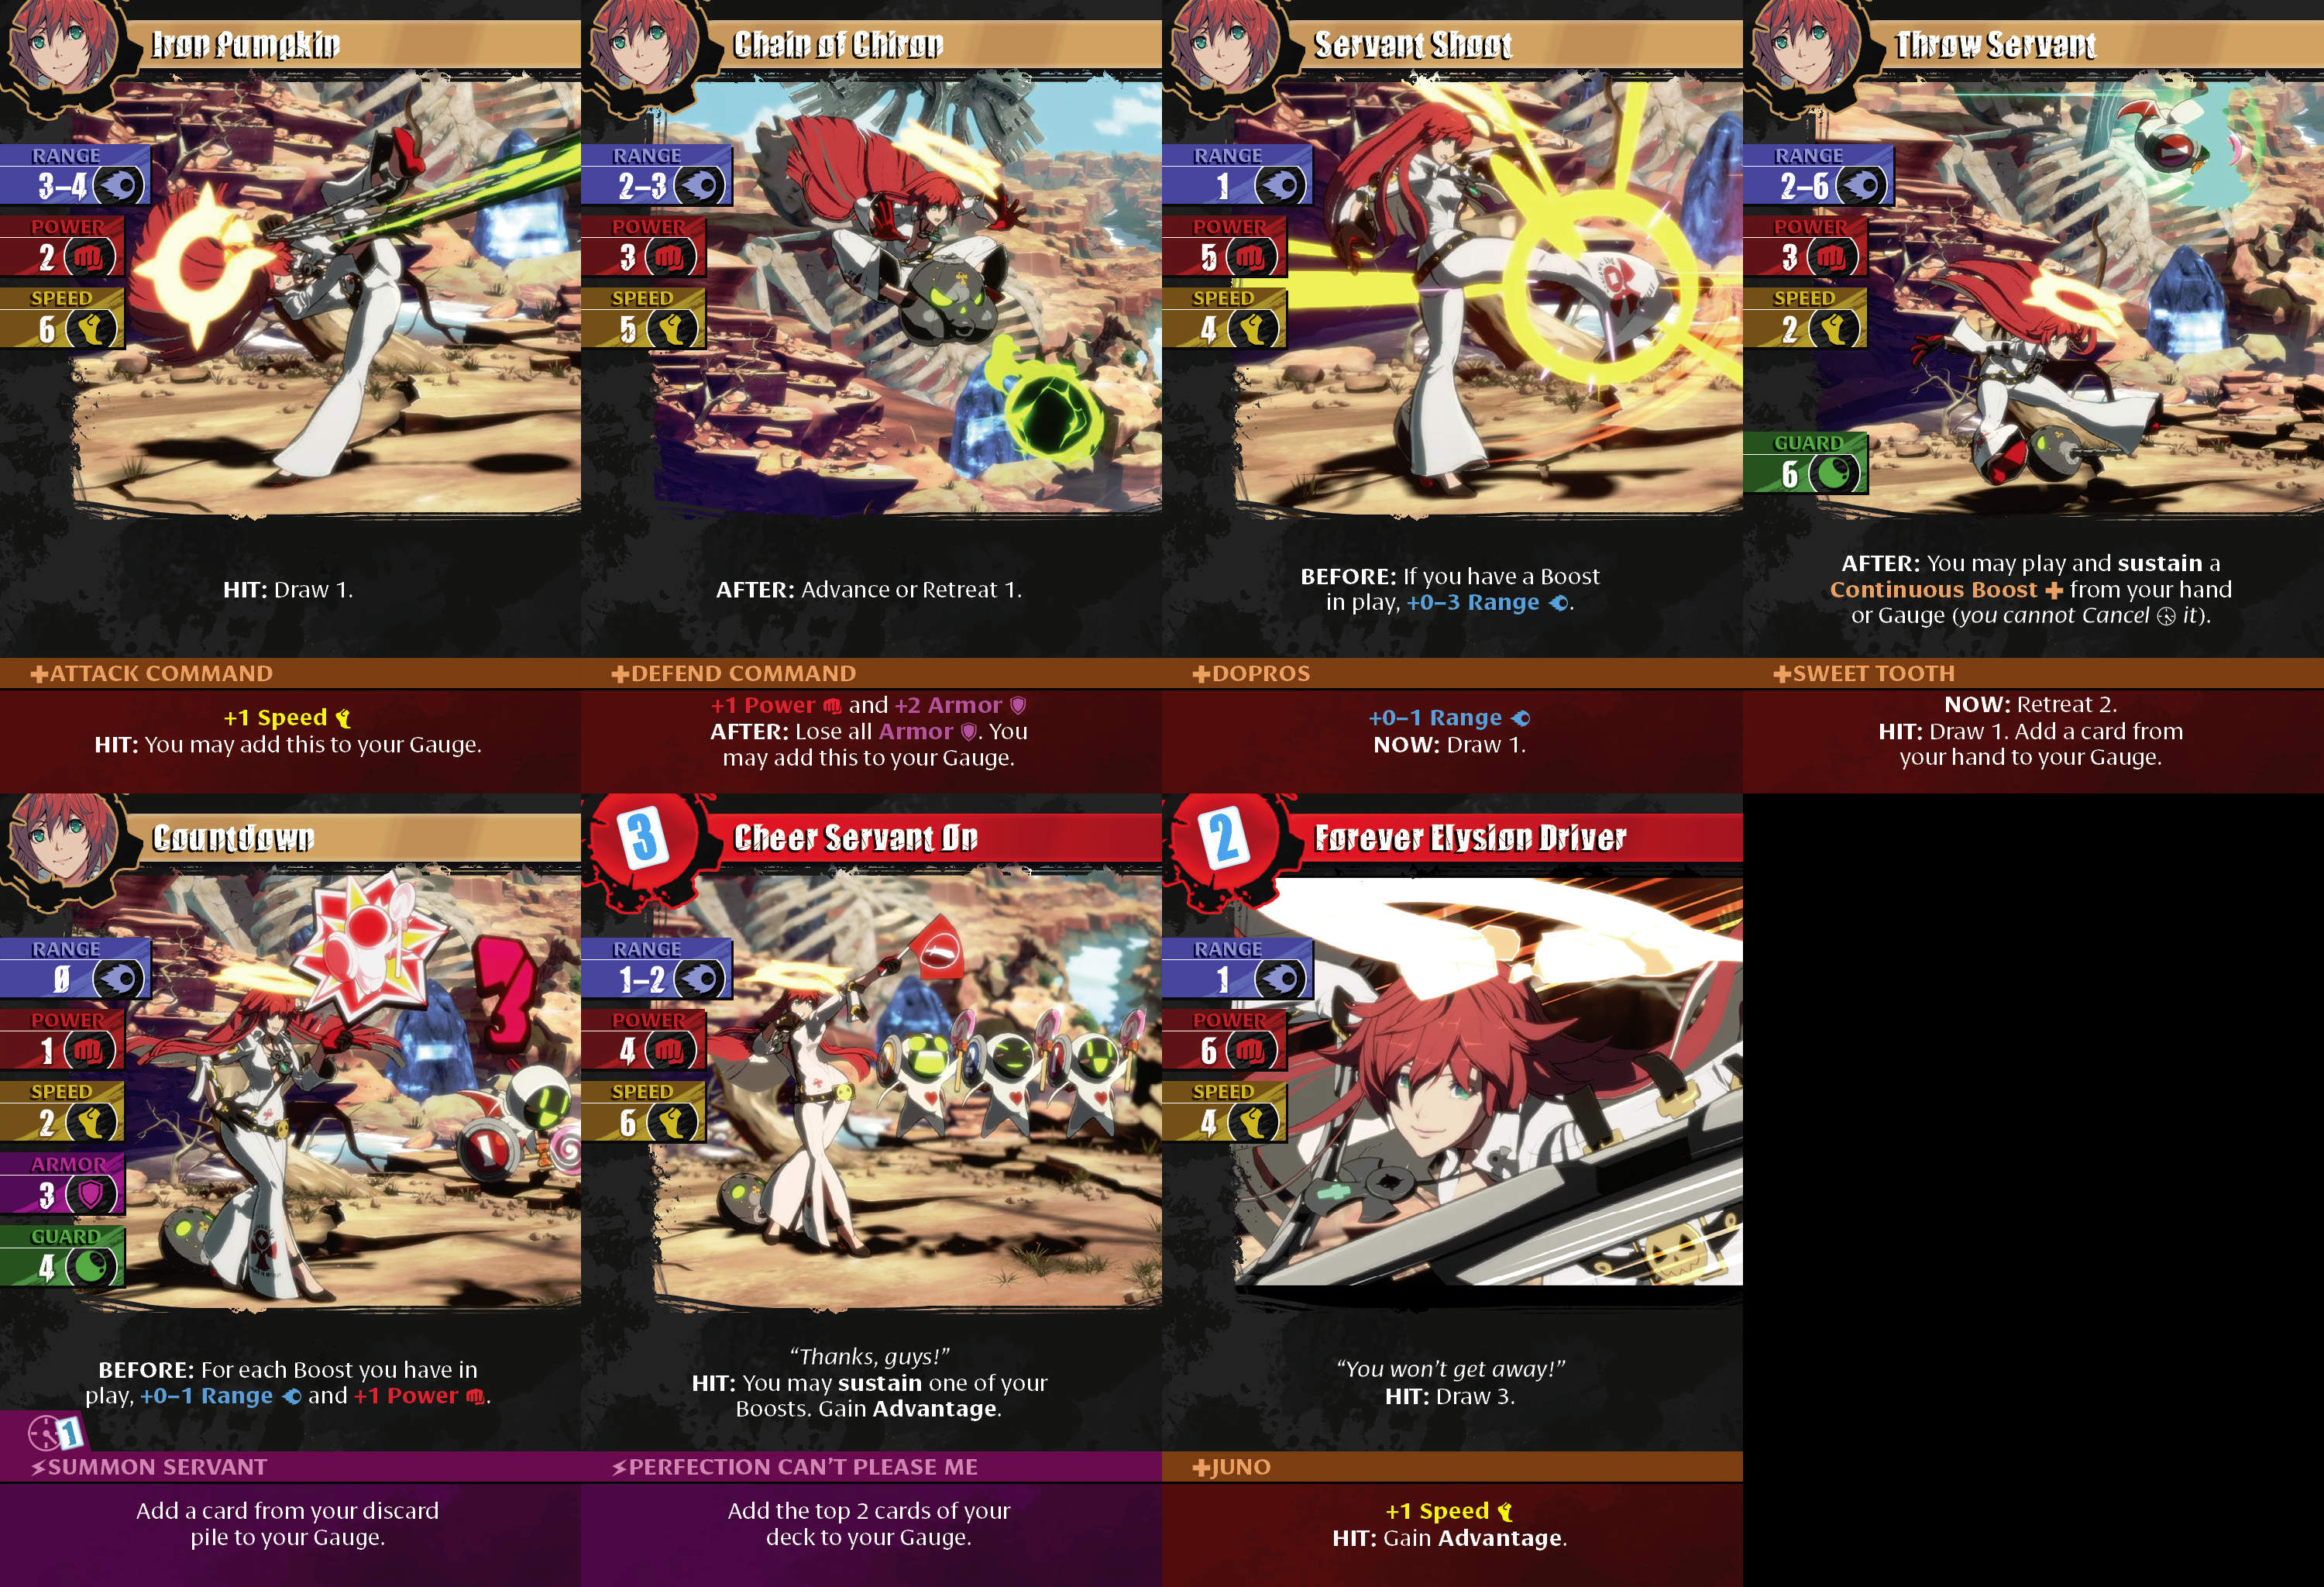 Iron Pumpkin
RANGE
3–4
POWER
2
SPEED
6
HIT: Draw 1.
ATTACK COMMAND
+1 Speed
HIT: You may add this to your Gauge.
Chain of Chiron
RANGE
2–3
POWER
3
SPEED
5
AFTER: Advance or Retreat 1.
DEFEND COMMAND
+1 Power and +2 Armor
AFTER: Lose all Armor. You
may add this to your Gauge.
Servant Shoot
RANGE
1
POWER
5
SPEED
4
BEFORE: If you have a Boost
in play, +0–3 Range.
DOPROS
+0–1 Range
NOW: Draw 1.
Throw Servant
RANGE
2–6
POWER
3
SPEED
2
GUARD
6
AFTER: You may play and sustain a
Continuous Boost + from your hand
or Gauge (you cannot Cancel it).
SWEET TOOTH
NOW: Retreat 2.
HIT: Draw 1. Add a card from
your hand to your Gauge.
Countdown
RANGE
0
POWER
1
SPEED
2
ARMOR
3
GUARD
4
3
BEFORE: For each Boost you have in
play, +0–1 Range and +1 Power.
1
SUMMON SERVANT
Add a card from your discard
pile to your Gauge.
3
Cheer Servant On
RANGE
1–2
POWER
4
SPEED
6
“Thanks, guys!”
HIT: You may sustain one of your
Boosts. Gain Advantage.
PERFECTION CAN’T PLEASE ME
Add the top 2 cards of your
deck to your Gauge.
2
Forever Elysion Driver
RANGE
1
POWER
6
SPEED
4
“You won’t get away!”
HIT: Draw 3.
JUNO
+1 Speed
HIT: Gain Advantage.